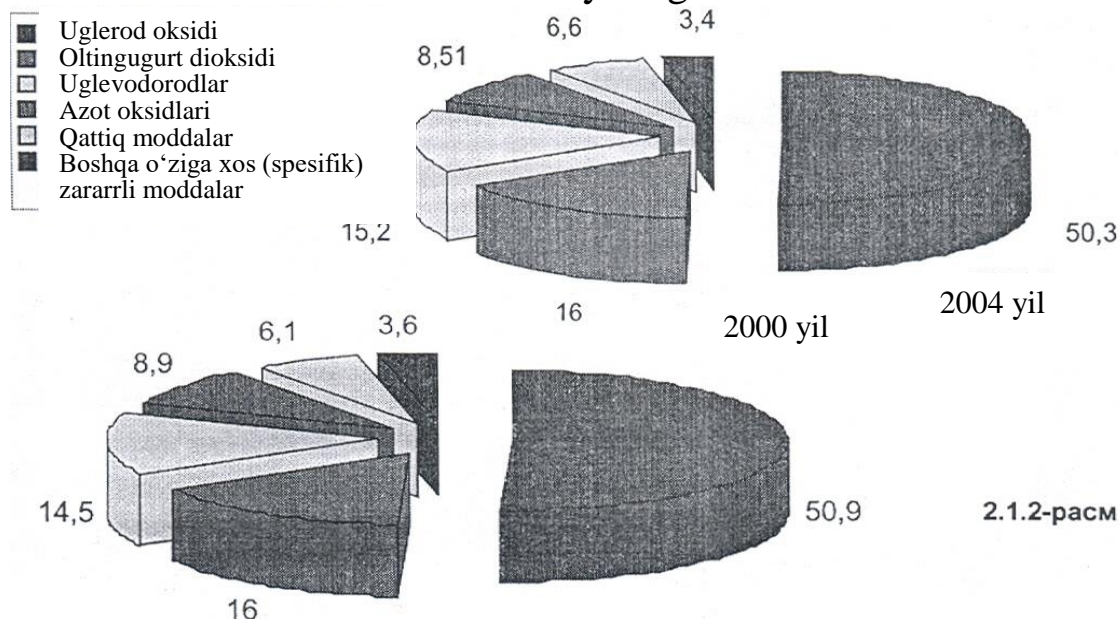 Uglerod oksidi
Oltingugurt dioksidi
Uglevodorodlar
Azot oksidlari
Qattiq moddalar
Boshqa o‘ziga xos (spesifik)
zararrli moddalar
8,51
6,6
3,4
15,2
50,3
16
2004 yil
2000 yil
6,1
3,6
8,9
14,5
50,9
2.1.2-расм
16